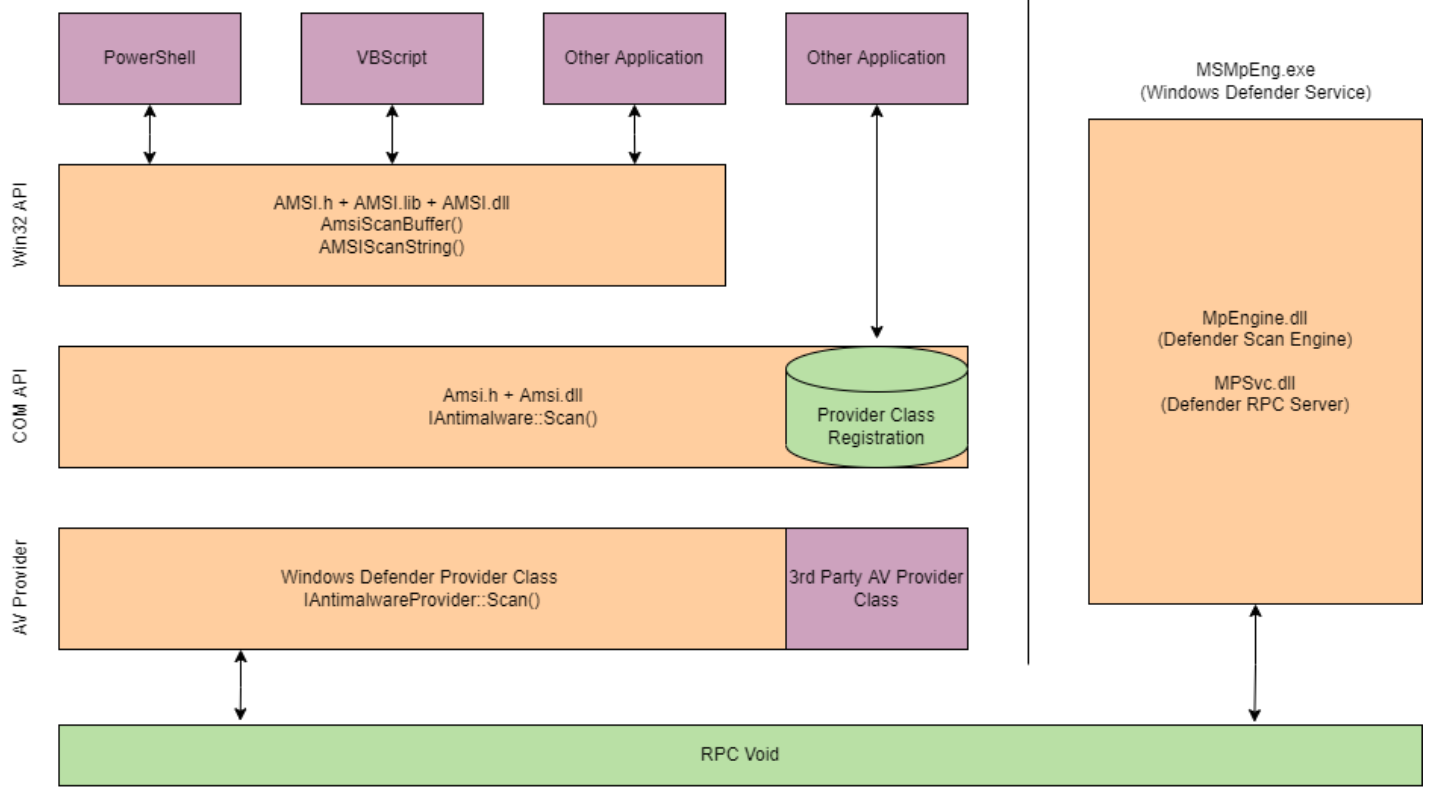 PowerShell
VBScript
Other Application
Other Application
MSMpEng.exe
(Windows Defender Service)
Win32 API
AMSI.h + AMSI.lib + AMSI.dll
AmsiScanBuffer()
AMSIScanString()
MpEngine.dll
(Defender Scan Engine)
MPSvc.dll
(Defender RPC Server)
COM API
Amsi.h + Amsi.dll
IAntimalware::Scan()
Provider Class
Registration
AV Provider
Windows Defender Provider Class
IAntimalwareProvider::Scan()
3rd Party AV Provider
Class
RPC Void